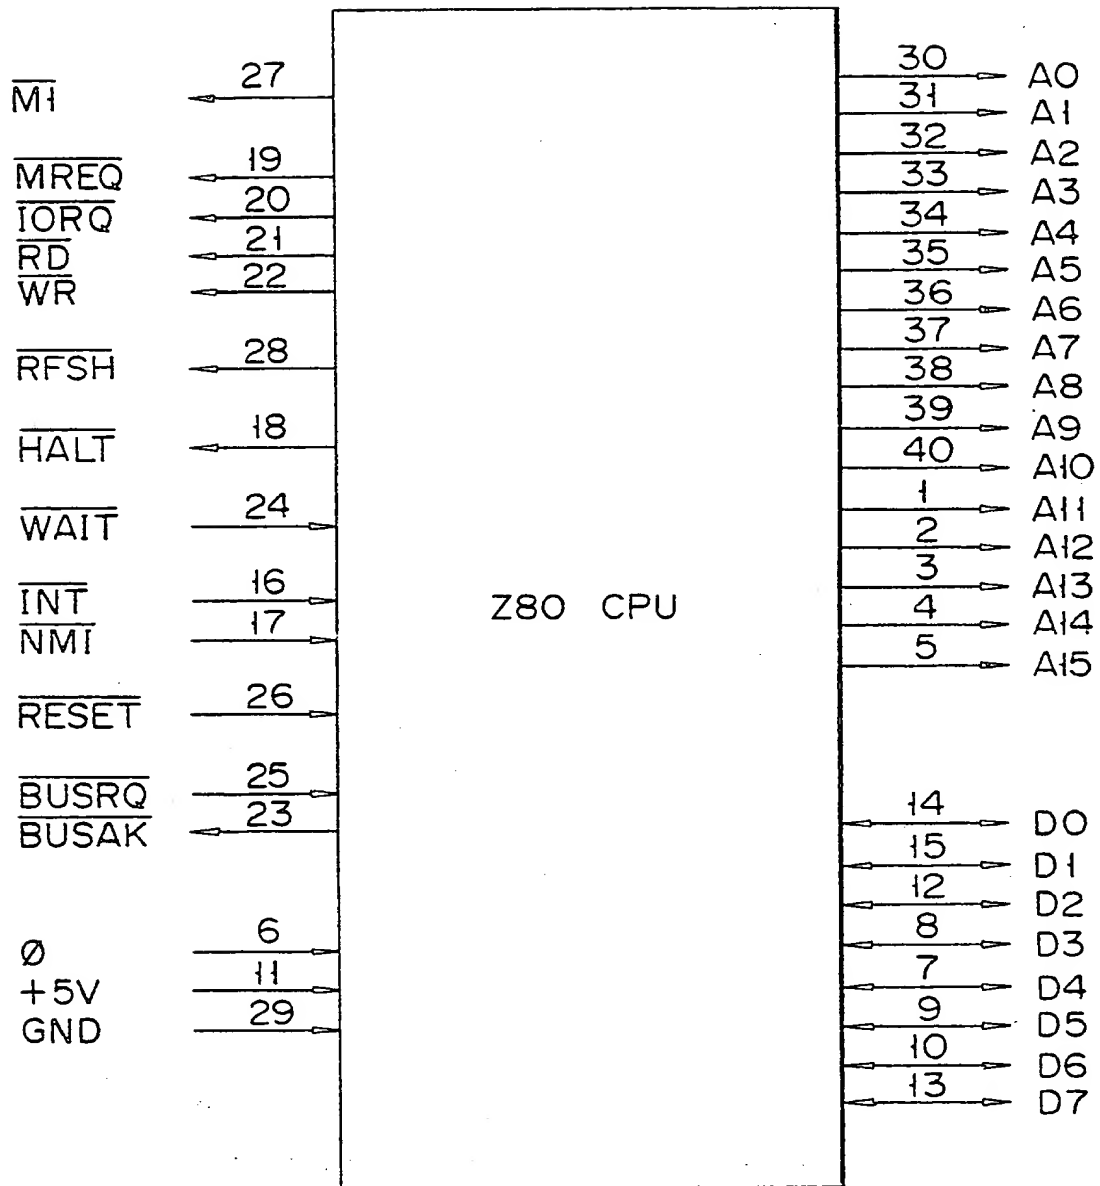 M1 27
MREQ 19
IORQ 20
RD 21
WR 22
RFSH 28
HALT 18
WAIT 24
INT 16
NMI 17
RESET 26
BUSRQ 25
BUSAK 23
Ø 6
+5V 11
GND 29
Z80 CPU
30 A0
31 A1
32 A2
33 A3
34 A4
35 A5
36 A6
37 A7
38 A8
39 A9
40 A10
1 A11
2 A12
3 A13
4 A14
5 A15
14 D0
15 D1
12 D2
8 D3
7 D4
9 D5
10 D6
13 D7